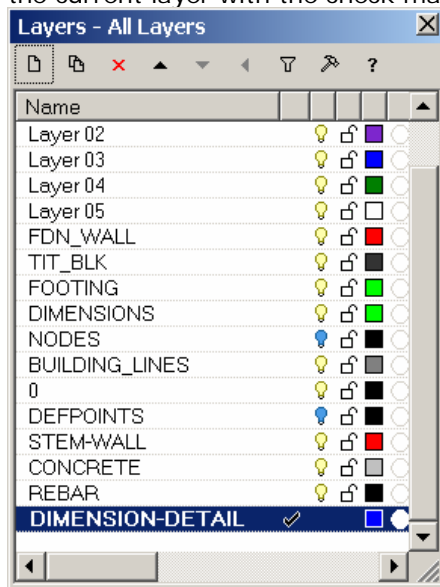 the current layer with the check ma
Layers - All Layers
?
Name
Layer 02
Layer 03
Layer 04
Layer 05
FDN_WALL
TIT_BLK
FOOTING
DIMENSIONS
NODES
BUILDING_LINES
0
DEFPOINTS
STEM-WALL
CONCRETE
REBAR
DIMENSION-DETAIL